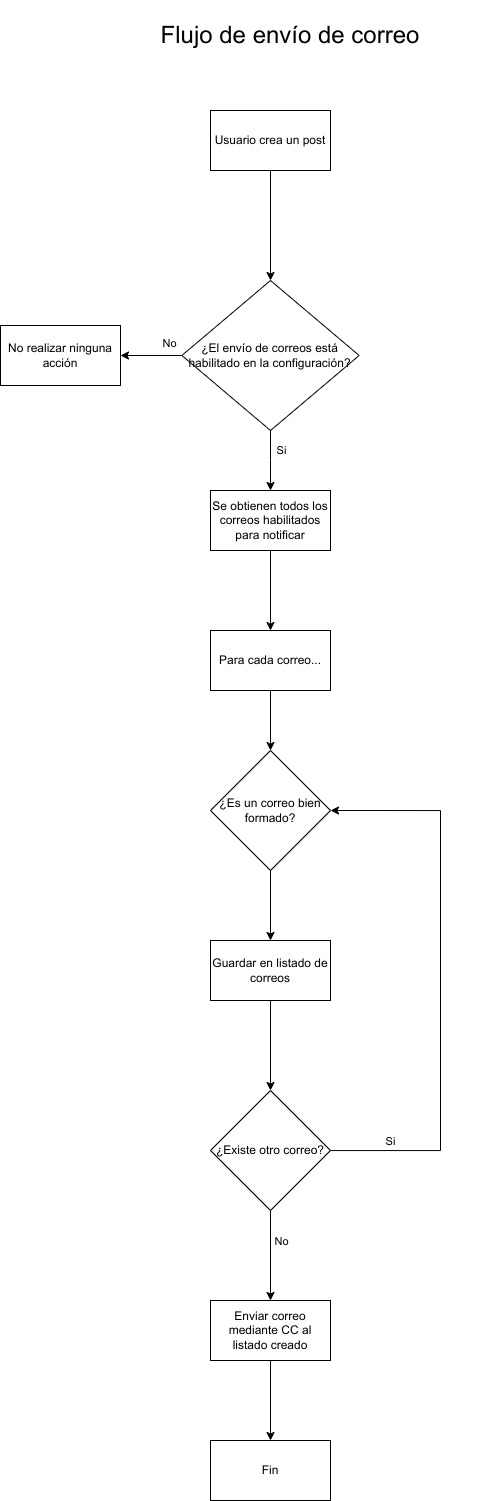 Flujo de envío de correo
Usuario crea un post
¿El envío de correos está
habilitado en la configuración?
No
No realizar ninguna
acción
Si
Se obtienen todos los
correos habilitados
para notificar
Para cada correo...
¿Es un correo bien
formado?
Guardar en listado de
correos
¿Existe otro correo?
Si
No
Enviar correo
mediante CC al
listado creado
Fin